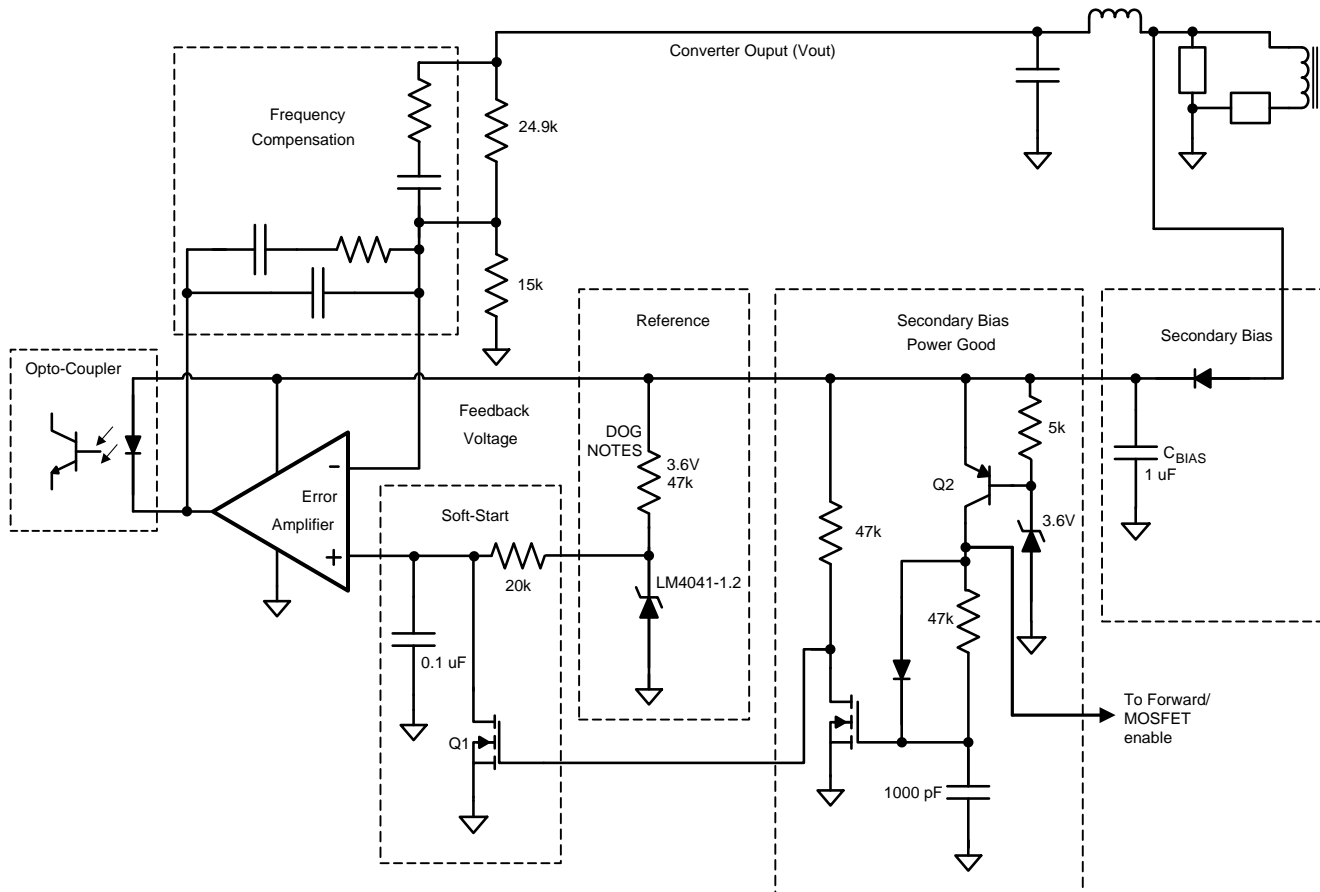 Converter Ouput (Vout)
Frequency
Compensation
24.9k
15k
Reference
Secondary Bias
Power Good
Secondary Bias
Opto-Coupler
Feedback
Voltage
DOG
NOTES
3.6V
47k
5k
CBIAS
1 uF
Q2
3.6V
-
Error
Amplifier
+
Soft-Start
20k
LM4041-1.2
47k
47k
0.1 uF
Q1
To Forward/
MOSFET
enable
1000 pF